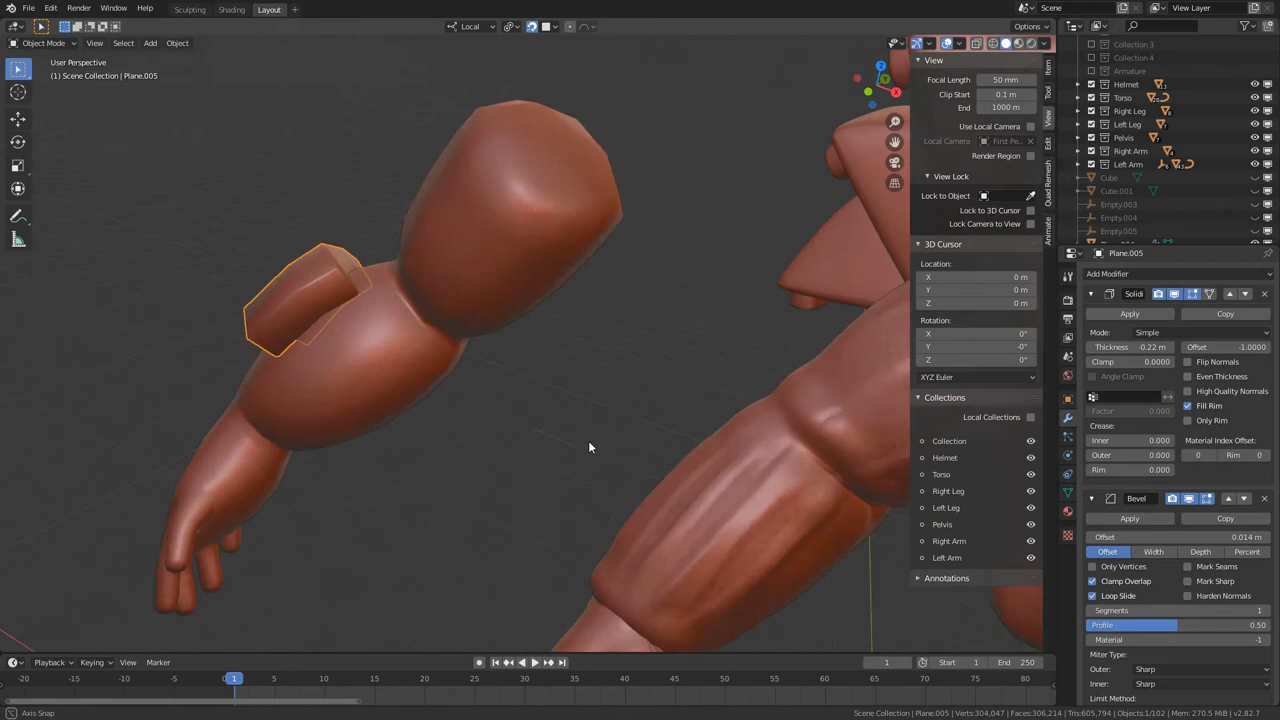 File Edit Render Window Help Sculpting Shading Layout + Scene View Layer
Local Options
Object Mode View Select Add Object
User Perspective
(1) Scene Collection | Plane.005
View
Focal Length 50 mm
Clip Start 0.1 m
End 1000 m
Use Local Camera
Local Camera First Pe..
Render Region
View Lock
Lock to Object
Lock to 3D Cursor
Lock Camera to View
3D Cursor
Location:
X 0 m
Y 0 m
Z 0 m
Rotation:
X 0°
Y -0°
Z 0°
XYZ Euler
Collections
Local Collections
Collection
Helmet
Torso
Right Leg
Left Leg
Pelvis
Right Arm
Left Arm
Annotations
Item
Tool
View
Edit
Quad Remesh
Animate
X
Y
Z
Collection 3
Collection 4
Armature
Helmet
Torso
Right Leg
Left Leg
Pelvis
Right Arm
Left Arm
Cube
Cube.001
Empty.003
Empty.004
Empty.005
Plane.005
Add Modifier
Solidi
Apply Copy
Mode: Simple
Thickness -0.22 m Offset -1.0000
Clamp 0.0000 Flip Normals
Angle Clamp Even Thickness
High Quality Normals
Factor 0.000 Fill Rim
Crease: Only Rim
Inner 0.000 Material Index Offset:
Outer 0.000 0 Rim 0
Rim 0.000
Bevel
Apply Copy
Offset 0.014 m
Offset Width Depth Percent
Only Vertices Mark Seams
Clamp Overlap Mark Sharp
Loop Slide Harden Normals
Segments 1
Profile 0.50
Material -1
Miter Type:
Outer: Sharp
Inner: Sharp
Limit Method:
Playback Keying View Marker 1 Start 1 End 250
-20 -15 -10 -5 0 1 5 10 15 20 25 30 35 40 45 50 55 60 65 70 75 80
Axis Snap Scene Collection | Plane.005 | Verts:304,047 | Faces:306,214 | Tris:605,794 | Objects:1/102 | Mem: 270.5 MiB | v2.82.7